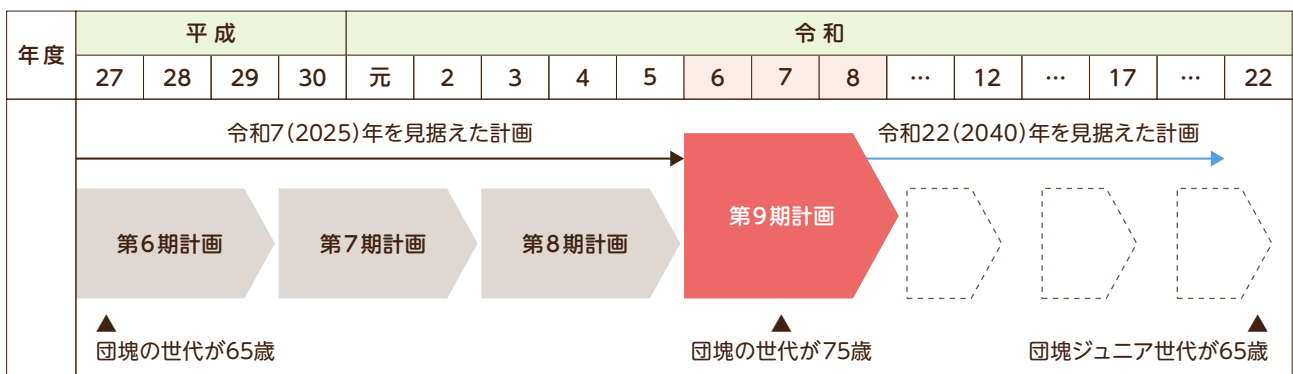 年度
平成 令和
27 28 29 30 元 2 3 4 5 6 7 8 … 12 … 17 … 22
令和7(2025)年を見据えた計画 令和22(2040)年を見据えた計画
第6期計画 第7期計画 第8期計画 第9期計画
団塊の世代が65歳 団塊の世代が75歳 団塊ジュニア世代が65歳